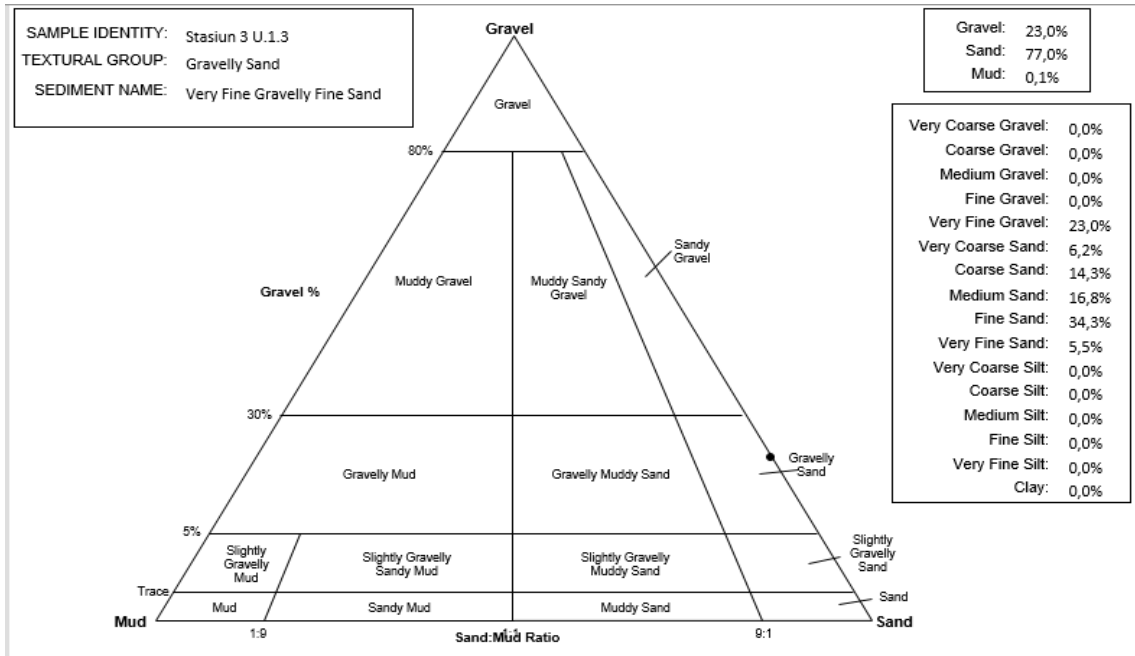 SAMPLE IDENTITY: Stasiun 3 U.1.3
TEXTURAL GROUP: Gravelly Sand
SEDIMENT NAME: Very Fine Gravelly Fine Sand
Gravel: 23,0%
Sand: 77,0%
Mud: 0,1%
Very Coarse Gravel: 0,0%
Coarse Gravel: 0,0%
Medium Gravel: 0,0%
Fine Gravel: 0,0%
Very Fine Gravel: 23,0%
Very Coarse Sand: 6,2%
Coarse Sand: 14,3%
Medium Sand: 16,8%
Fine Sand: 34,3%
Very Fine Sand: 5,5%
Very Coarse Silt: 0,0%
Coarse Silt: 0,0%
Medium Silt: 0,0%
Fine Silt: 0,0%
Very Fine Silt: 0,0%
Clay: 0,0%
Gravel
Gravel
80%
Sandy
Gravel
Muddy Gravel
Muddy Sandy
Gravel
Gravel %
30%
Gravelly Mud
Gravelly Muddy Sand
Gravelly
Sand
5%
Slightly
Gravelly
Mud
Slightly Gravelly
Sandy Mud
Slightly Gravelly
Muddy Sand
Slightly
Gravelly
Sand
Trace
Mud
Sandy Mud
Muddy Sand
Sand
Mud
Sand
1:9
1:1
9:1
Sand:Mud Ratio